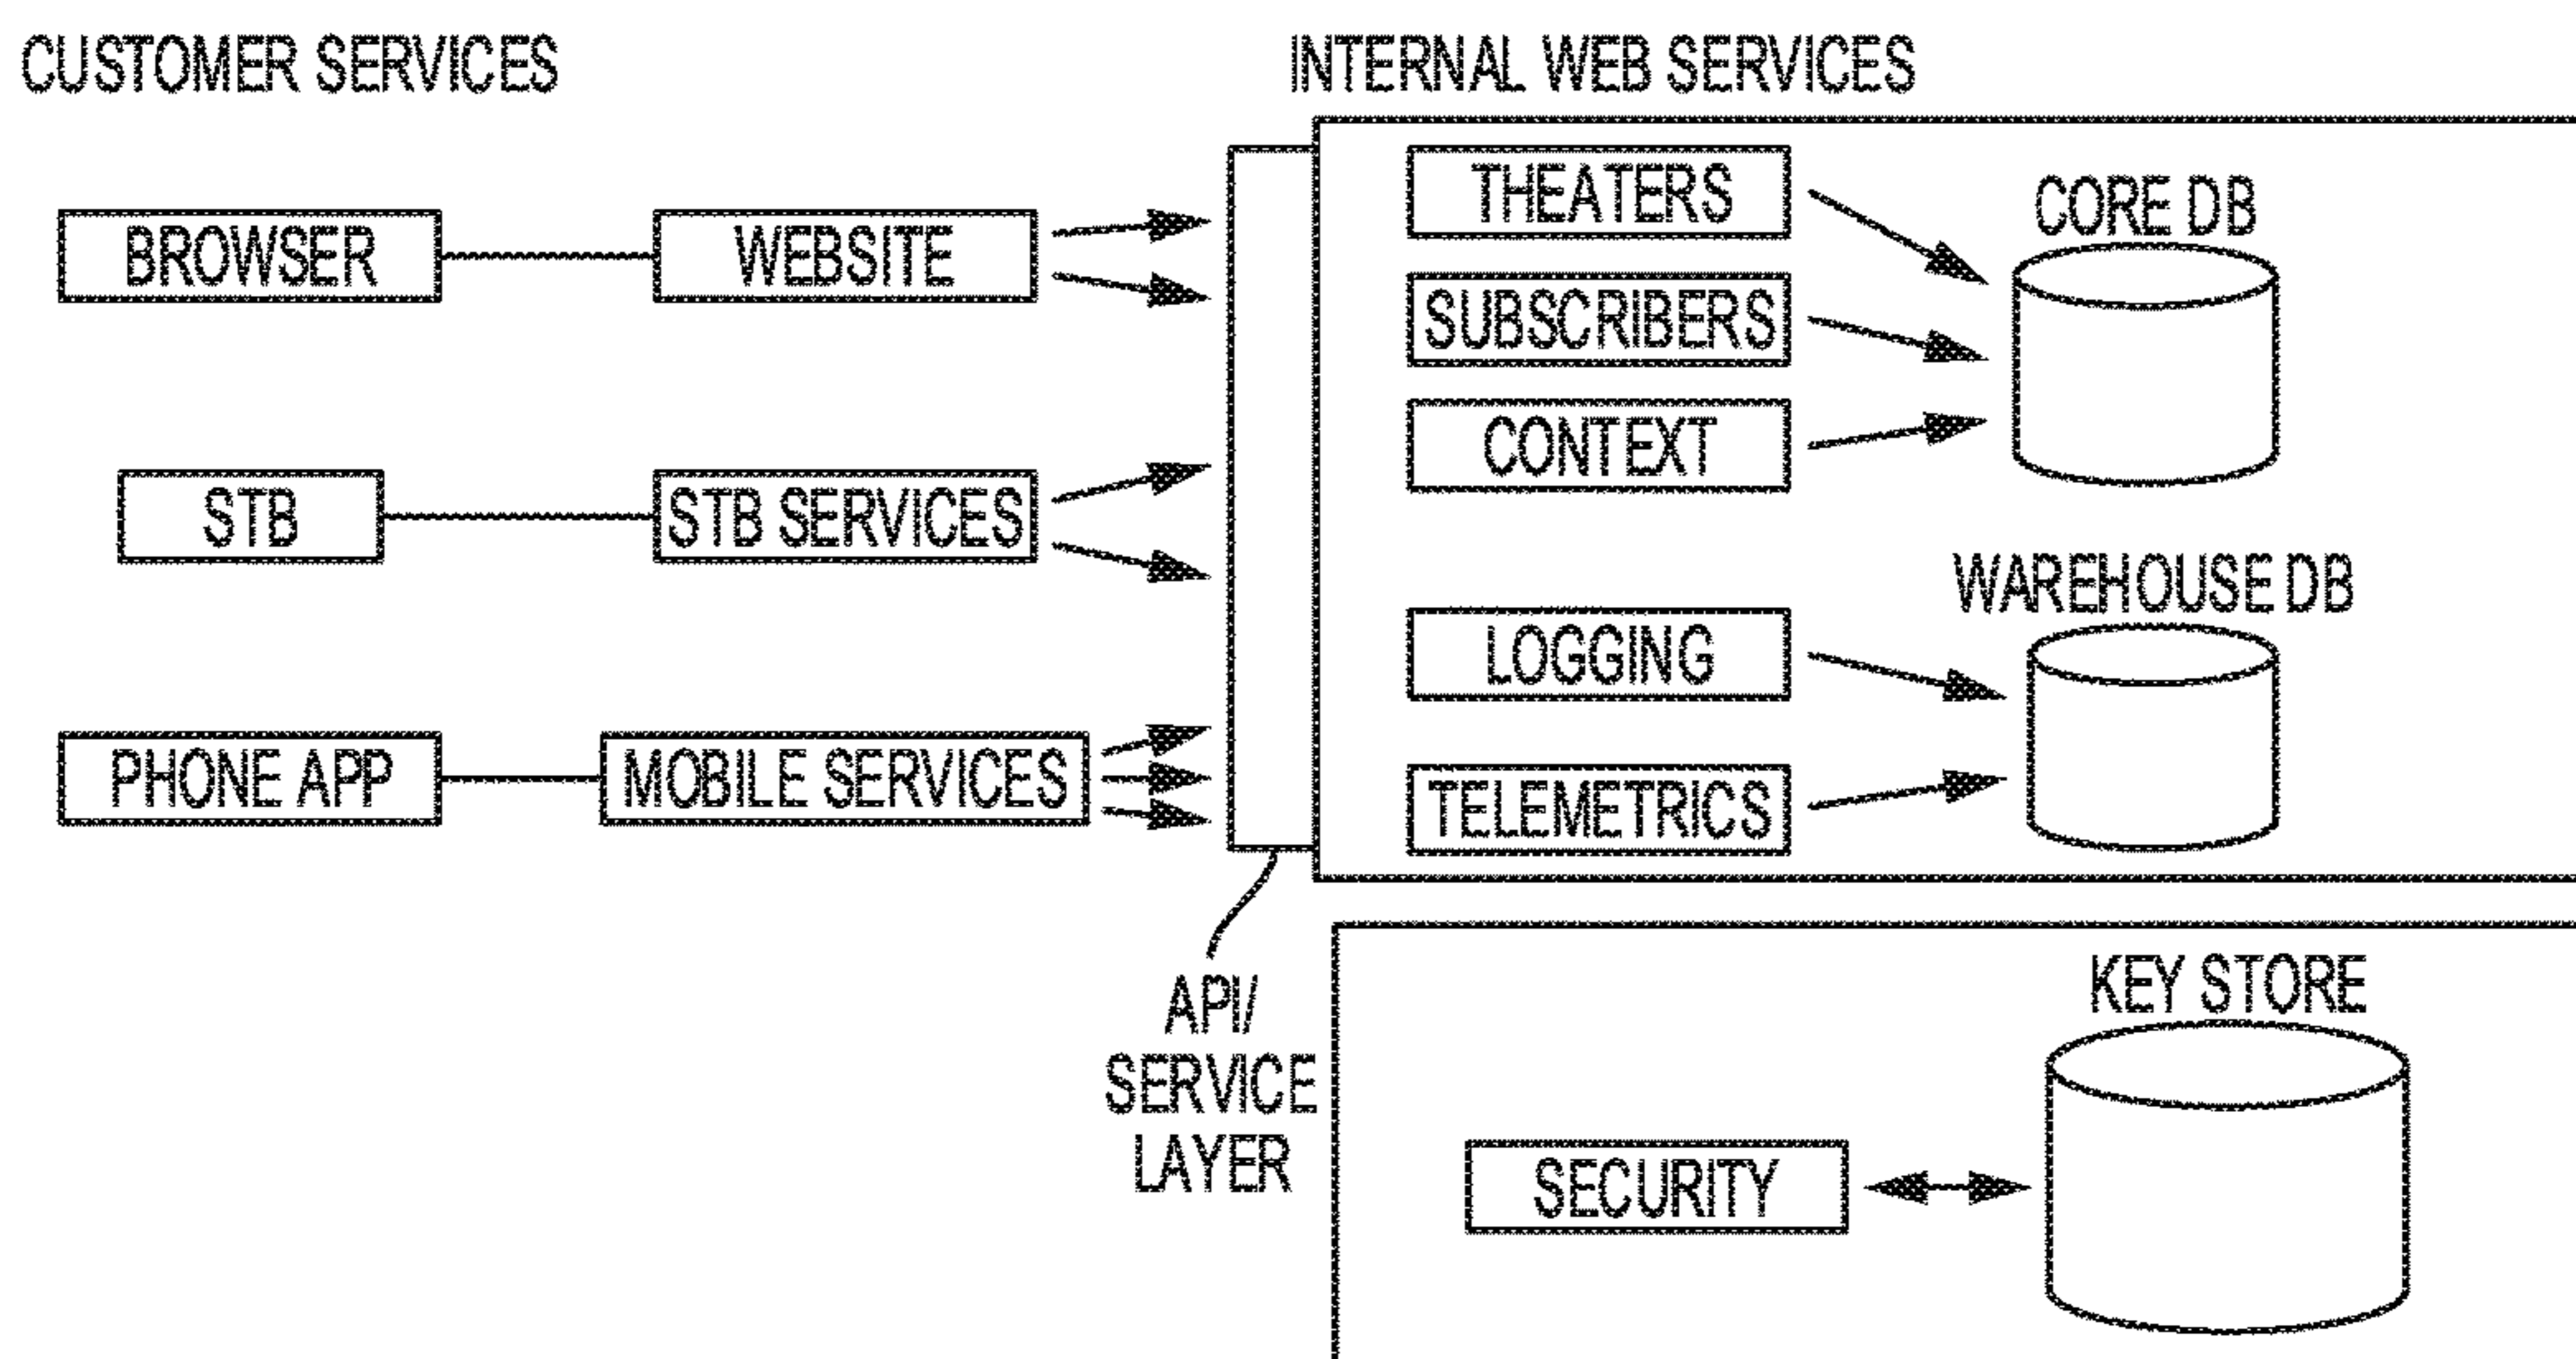 CUSTOMER SERVICES
INTERNAL WEB SERVICES
BROWSER
WEBSITE
STB
STB SERVICES
PHONE APP
MOBILE SERVICES
API/
SERVICE
LAYER
THEATERS
SUBSCRIBERS
CONTEXT
CORE DB
LOGGING
TELEMETRICS
WAREHOUSE DB
KEY STORE
SECURITY